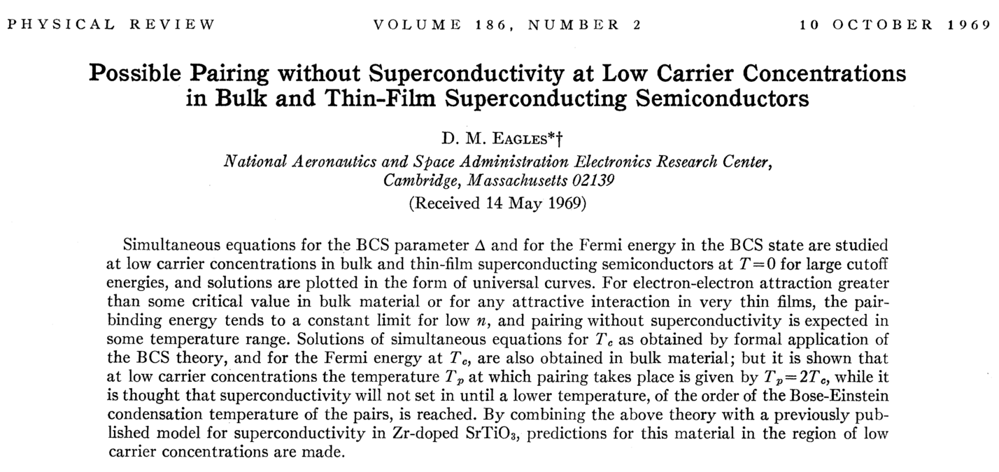 PHYSICAL REVIEW VOLUME 186, NUMBER 2 10 OCTOBER 1969
Possible Pairing without Superconductivity at Low Carrier Concentrations
in Bulk and Thin-Film Superconducting Semiconductors
D. M. EAGLES*†
National Aeronautics and Space Administration Electronics Research Center,
Cambridge, Massachusetts 02139
(Received 14 May 1969)
Simultaneous equations for the BCS parameter Δ and for the Fermi energy in the BCS state are studied
at low carrier concentrations in bulk and thin-film superconducting semiconductors at T=0 for large cutoff
energies, and solutions are plotted in the form of universal curves. For electron-electron attraction greater
than some critical value in bulk material or for any attractive interaction in very thin films, the pair-
binding energy tends to a constant limit for low n, and pairing without superconductivity is expected in
some temperature range. Solutions of simultaneous equations for Tc as obtained by formal application of
the BCS theory, and for the Fermi energy at Tc, are also obtained in bulk material; but it is shown that
at low carrier concentrations the temperature Tp at which pairing takes place is given by Tp=2Tc, while it
is thought that superconductivity will not set in until a lower temperature, of the order of the Bose-Einstein
condensation temperature of the pairs, is reached. By combining the above theory with a previously pub-
lished model for superconductivity in Zr-doped SrTiO3, predictions for this material in the region of low
carrier concentrations are made.